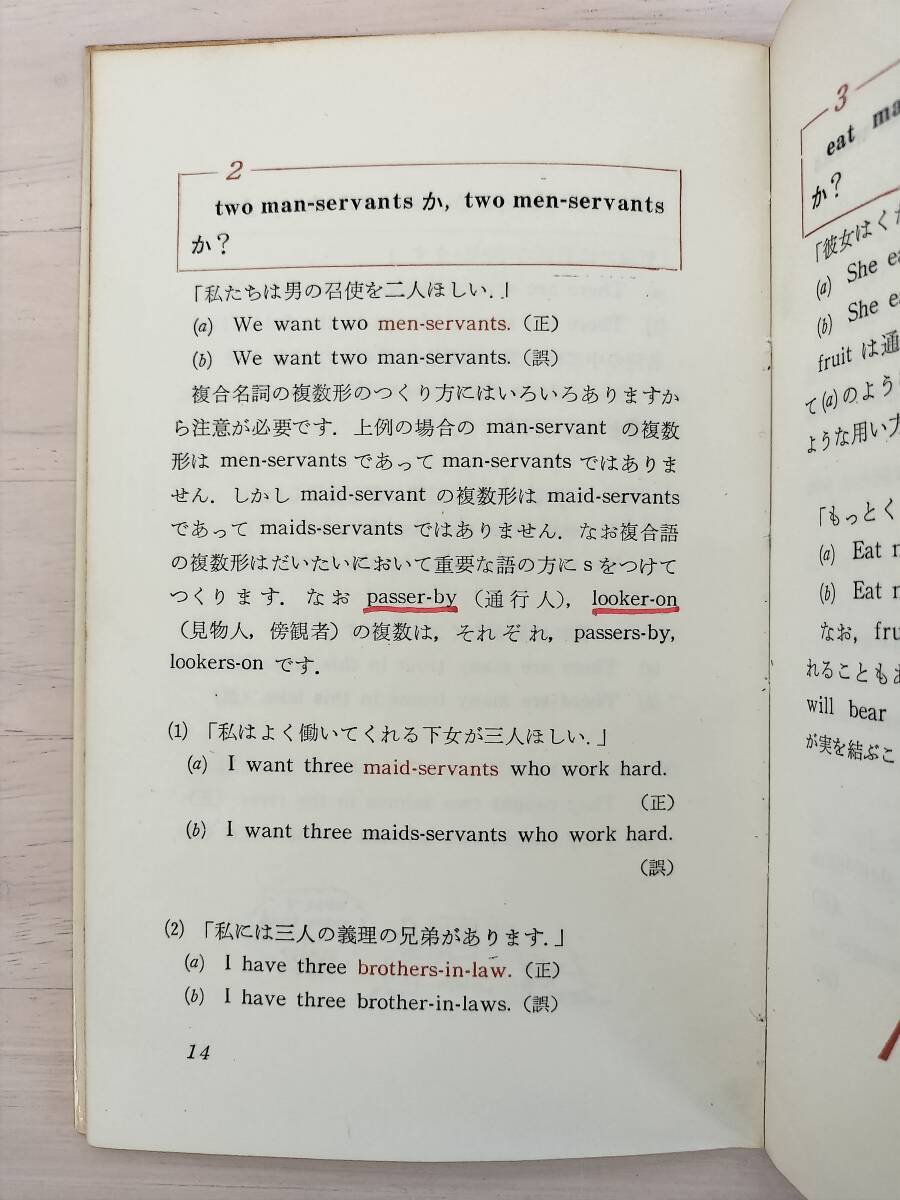 2
two man-servants か, two men-servants
か？
「私たちは男の召使を二人ほしい.」
(a) We want two men-servants.（正）
(b) We want two man-servants.（誤）
複合名詞の複数形のつくり方にはいろいろありますか
ら注意が必要です. 上例の場合の man-servant の複数
形は men-servants であって man-servants ではありま
せん. しかし maid-servant の複数形は maid-servants
であって maids-servants ではありません. なお複合語
の複数形はだいたいにおいて重要な語の方に s をつけて
つくります. なお passer-by（通行人）, looker-on
（見物人, 傍観者）の複数は, それぞれ, passers-by,
lookers-on です.
(1) 「私はよく働いてくれる下女が三人ほしい.」
(a) I want three maid-servants who work hard.
（正）
(b) I want three maids-servants who work hard.
（誤）
(2) 「私には三人の義理の兄弟があります.」
(a) I have three brothers-in-law.（正）
(b) I have three brother-in-laws.（誤）
14
3
eat ma
か？
「彼女はくだ
(a) She ea
(b) She ea
fruit は通
て(a)のよう
ような用い方
「もっとく
(a) Eat m
(b) Eat m
なお, fru
れることもあ
will bear
が実を結ぶこ